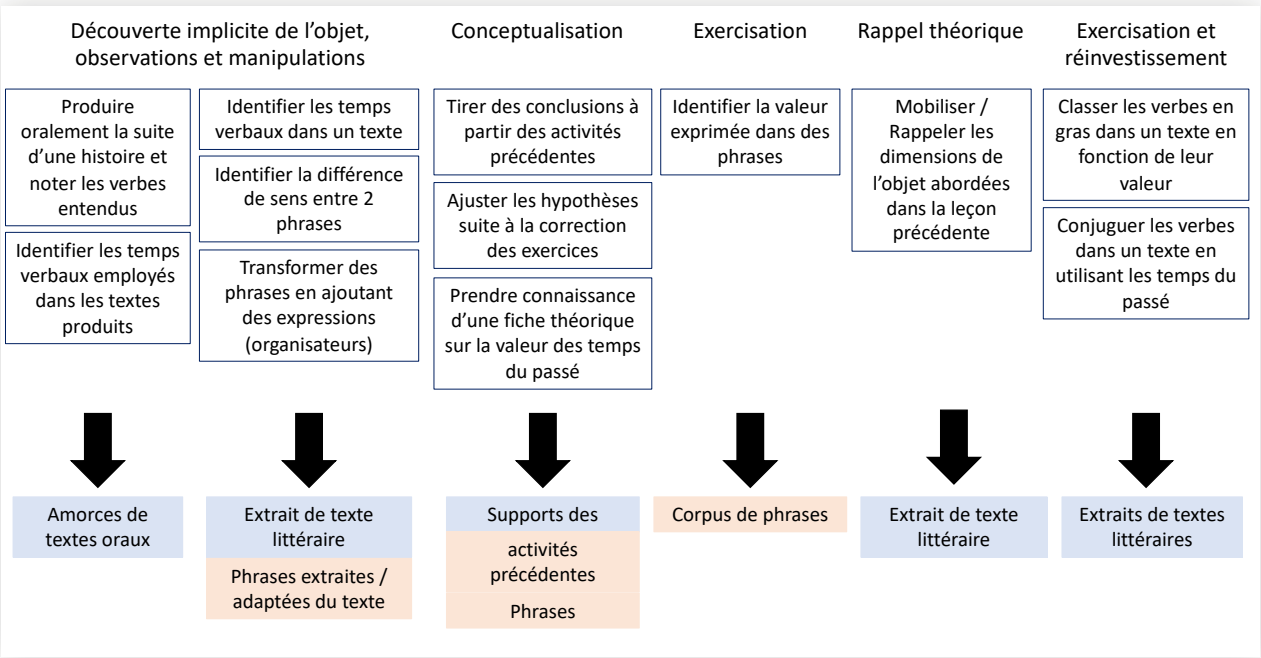 Découverte implicite de l’objet,
observations et manipulations
Conceptualisation
Exercisation
Rappel théorique
Exercisation et
réinvestissement
Produire
oralement la suite
d’une histoire et
noter les verbes
entendus
Identifier les temps
verbaux employés
dans les textes
produits
Identifier les temps
verbaux dans un texte
Identifier la différence
de sens entre 2
phrases
Transformer des
phrases en ajoutant
des expressions
(organisateurs)
Tirer des conclusions à
partir des activités
précédentes
Ajuster les hypothèses
suite à la correction
des exercices
Prendre connaissance
d’une fiche théorique
sur la valeur des temps
du passé
Identifier la valeur
exprimée dans des
phrases
Mobiliser /
Rappeler les
dimensions de
l’objet abordées
dans la leçon
précédente
Classer les verbes en
gras dans un texte en
fonction de leur
valeur
Conjuguer les verbes
dans un texte en
utilisant les temps du
passé
Amorces de
textes oraux
Extrait de texte
littéraire
Phrases extraites /
adaptées du texte
Supports des
activités
précédentes
Phrases
Corpus de phrases
Extrait de texte
littéraire
Extraits de textes
littéraires